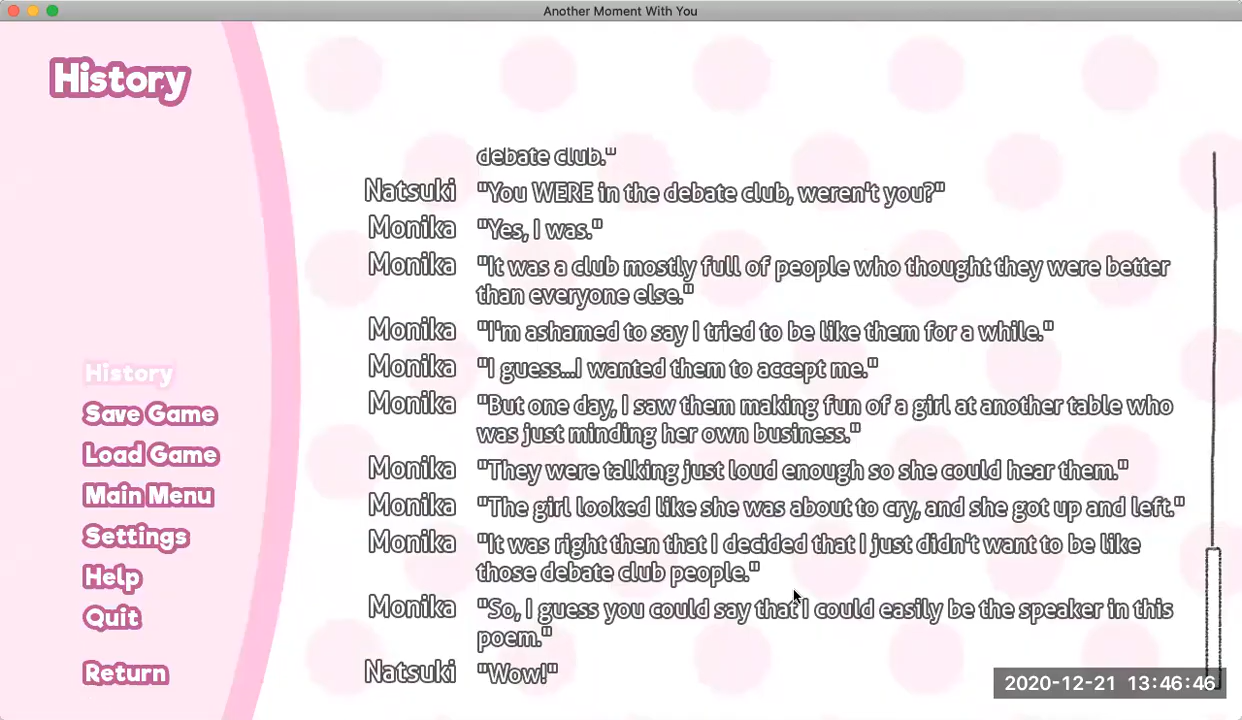 Another Moment With You
History
debate club."
Natsuki "You WERE in the debate club, weren't you?"
Monika "Yes, I was."
Monika "It was a club mostly full of people who thought they were better
than everyone else."
Monika "I'm ashamed to say I tried to be like them for a while."
Monika "I guess...I wanted them to accept me."
Monika "But one day, I saw them making fun of a girl at another table who
was just minding her own business."
Monika "They were talking just loud enough so she could hear them."
Monika "The girl looked like she was about to cry, and she got up and left."
Monika "It was right then that I decided that I just didn't want to be like
those debate club people."
Monika "So, I guess you could say that I could easily be the speaker in this
poem."
Natsuki "Wow!"
History
Save Game
Load Game
Main Menu
Settings
Help
Quit
Return
2020-12-21 13:46:46